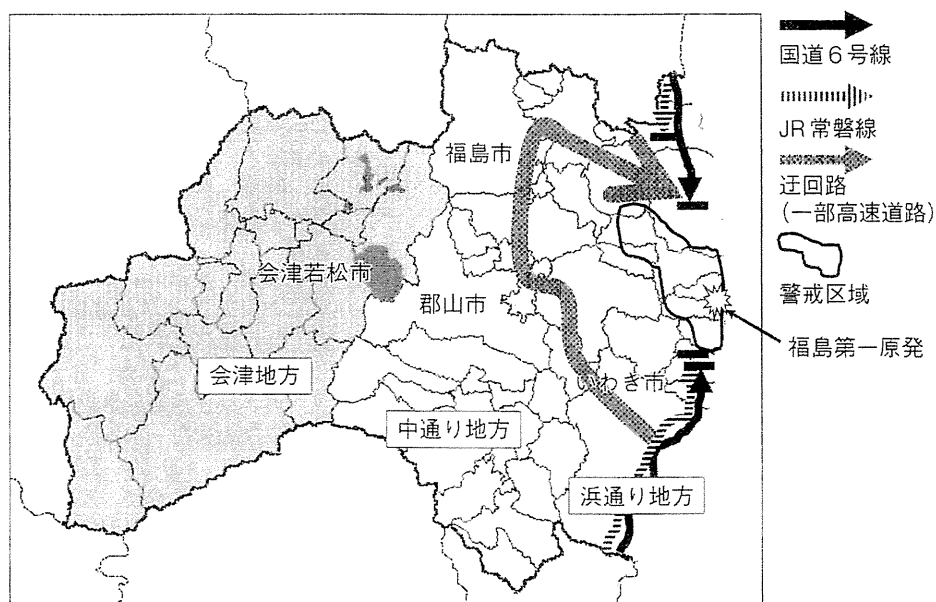 国道６号線
JR常磐線
迂回路
（一部高速道路）
警戒区域
福島第一原発
福島市
会津若松市
郡山市
会津地方
いわき市
中通り地方
浜通り地方